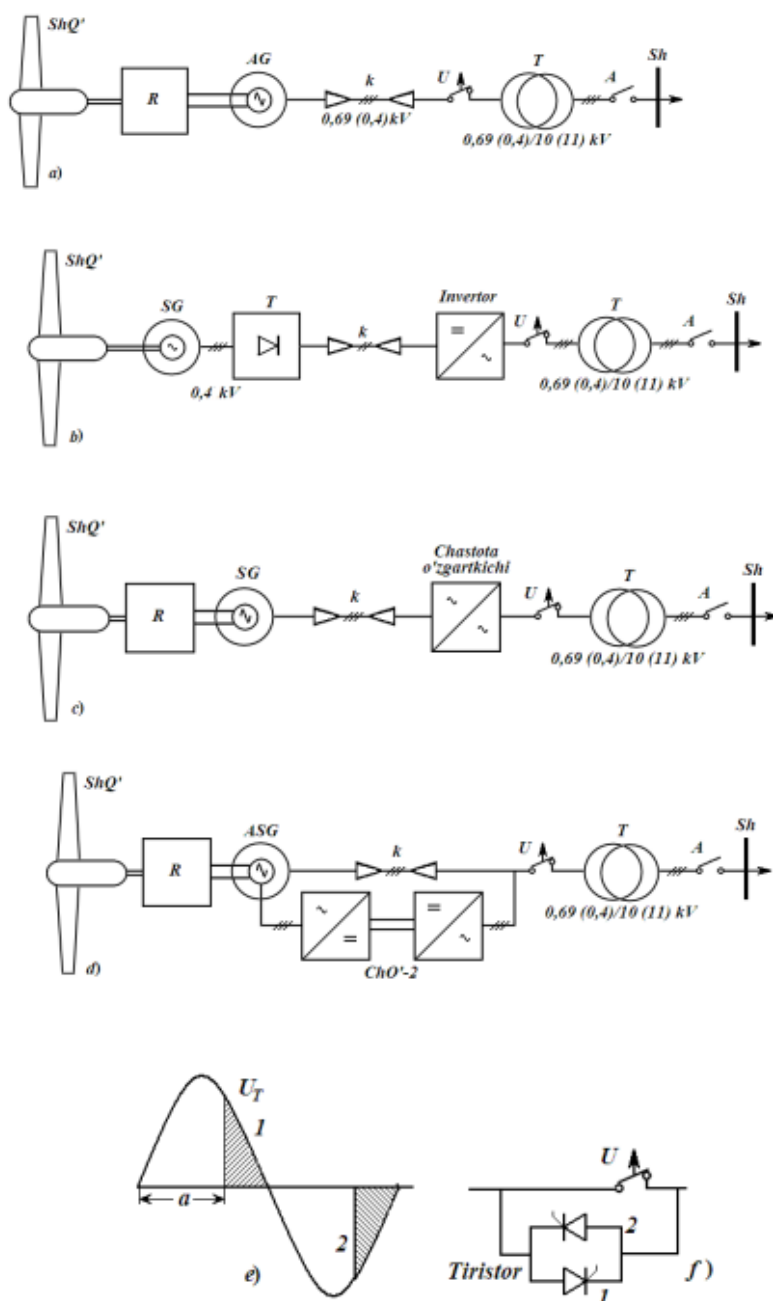 ShQ'
R
AG
k
0,69 (0,4)kV
U
T
0,69 (0,4)/10 (11) kV
A
Sh
a)
ShQ'
SG
0,4 kV
T
k
Invertor
=
~
U
T
0,69 (0,4)/10 (11) kV
A
Sh
b)
ShQ'
R
SG
k
Chastota
o'zgartkichi
~
~
U
T
0,69 (0,4)/10 (11) kV
A
Sh
c)
ShQ'
R
ASG
k
~
=
=
~
ChO'-2
U
T
0,69 (0,4)/10 (11) kV
A
Sh
d)
U_T
1
a
2
e)
U
2
Tiristor
1
f)